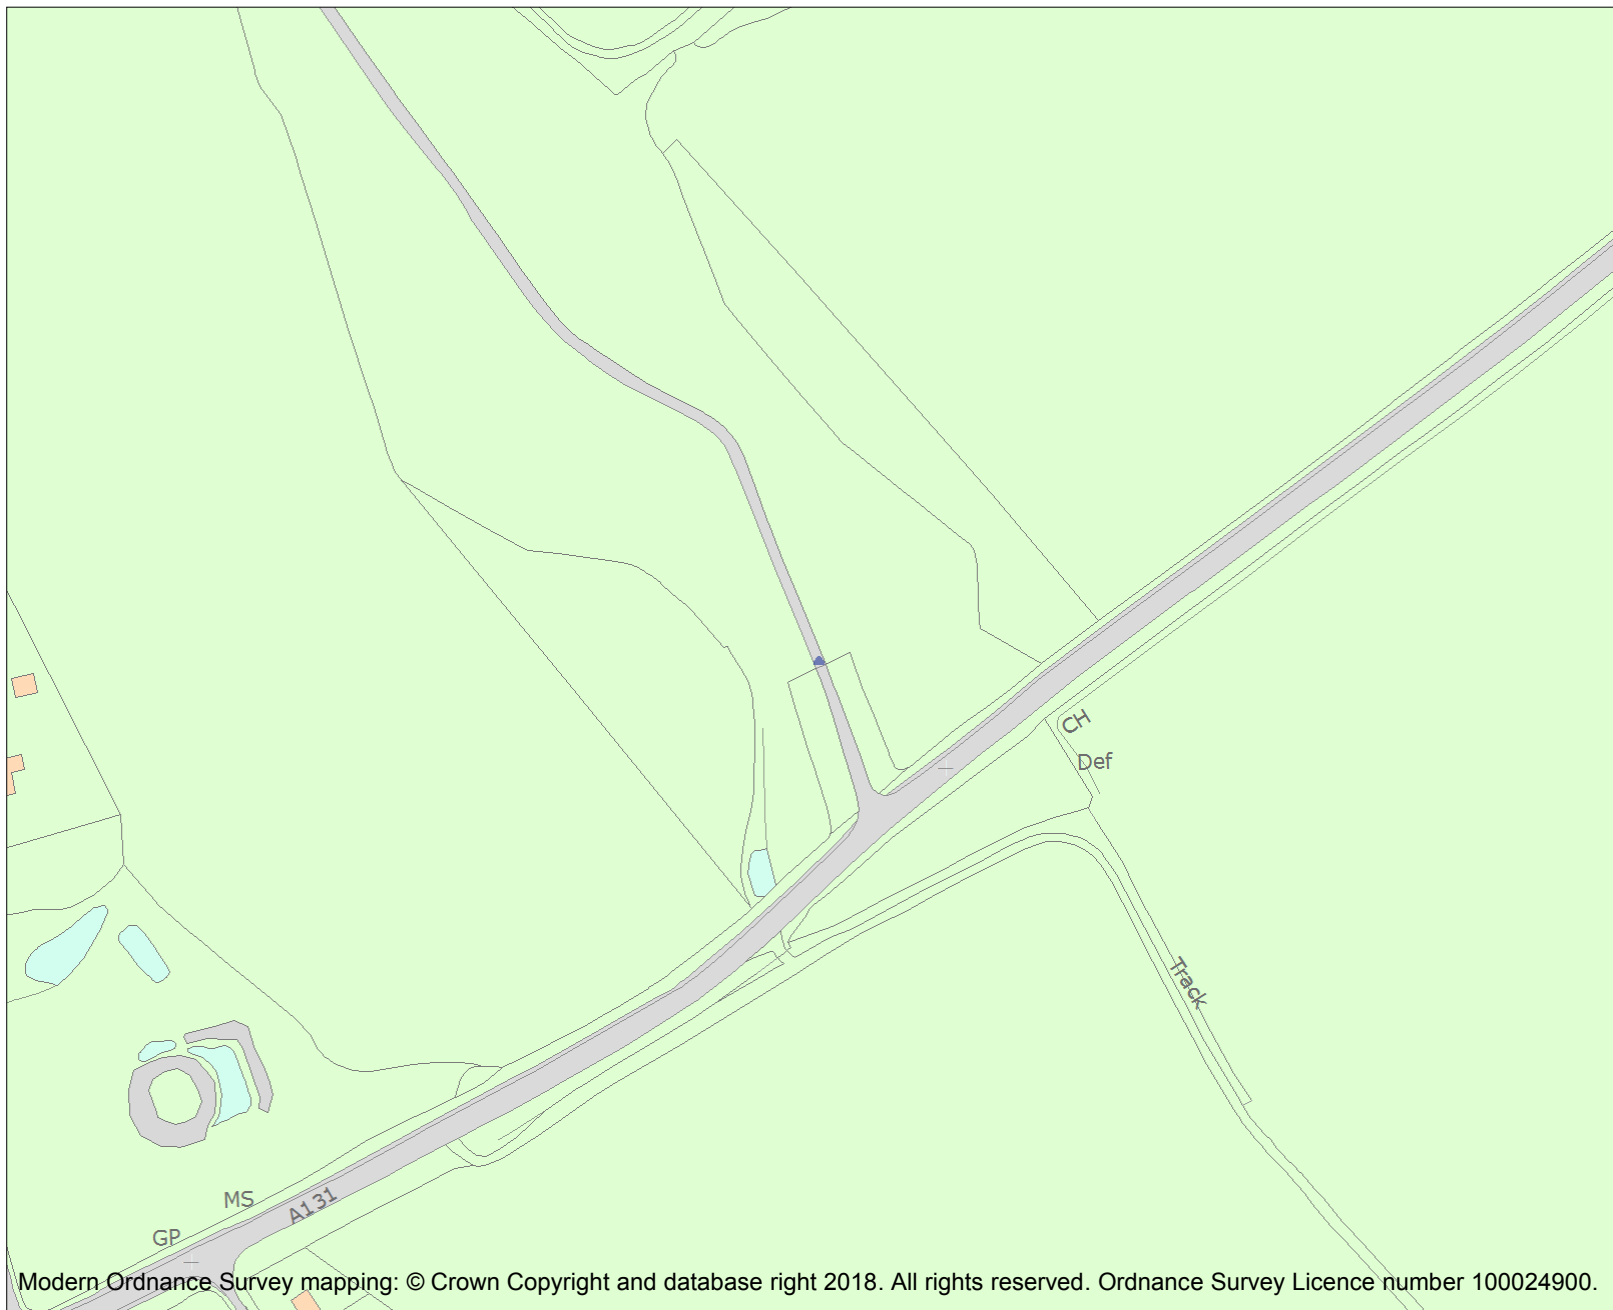 CH
Def
Track
MS
A131
GP
Modern Ordnance Survey mapping: © Crown Copyright and database right 2018. All rights reserved. Ordnance Survey Licence number 100024900.